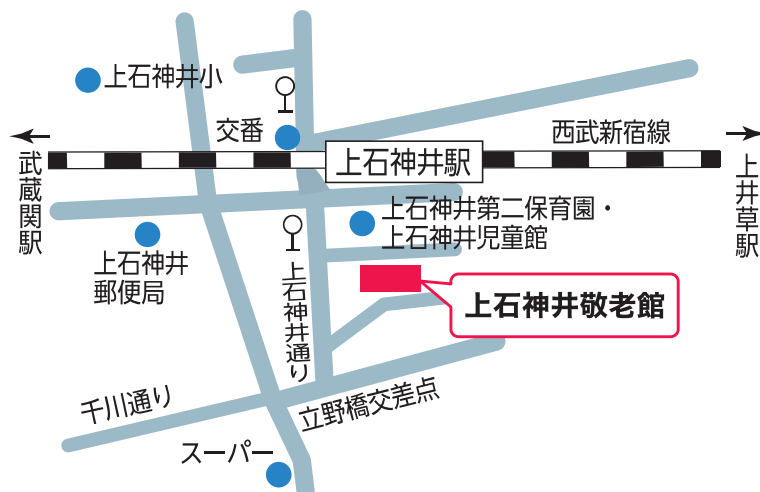 上石神井小
交番
西武新宿線
武蔵関駅
上石神井駅
上井草駅
上石神井第二保育園・
上石神井児童館
上石神井
郵便局
上石神井通り
上石神井敬老館
千川通り
立野橋交差点
スーパー